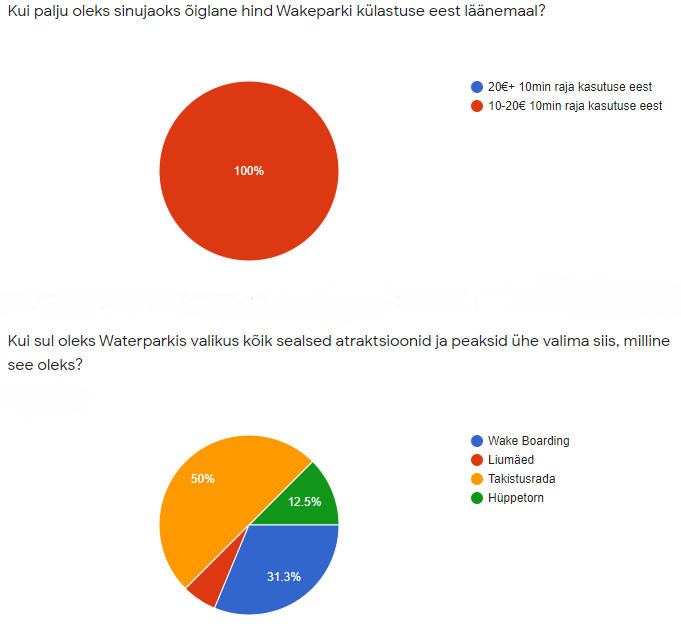 Kui palju oleks sinujaoks õiglane hind Wakeparki külastuse eest läänemaal?
20€+ 10min raja kasutuse eest
10-20€ 10min raja kasutuse eest
100%
Kui sul oleks Waterparkis valikus kõik sealsed atraktsioonid ja peaksid ühe valima siis, milline
see oleks?
Wake Boarding
Liumäed
Takistusrada
Hüppetorn
50%
12.5%
31.3%